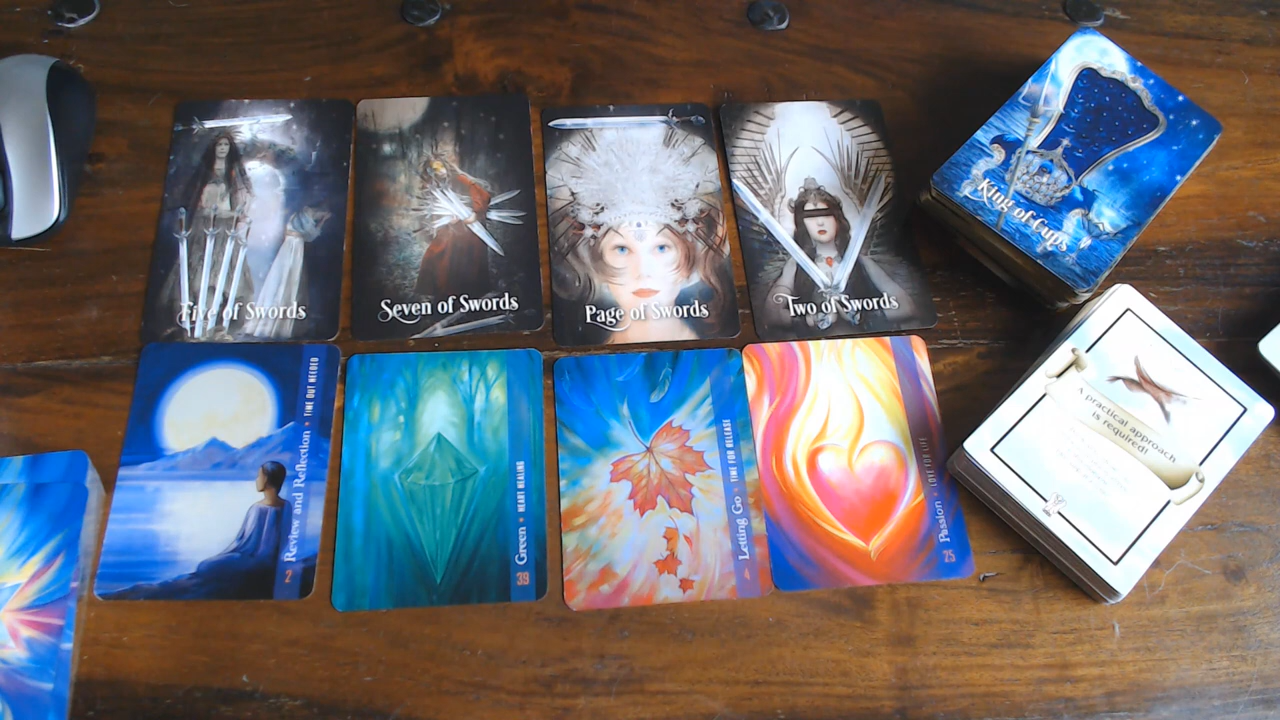 Five of Swords
Seven of Swords
Page of Swords
Two of Swords
King of Cups
2 Review and Reflection • TIME OUT NEEDED
39 Green • HEART HEALING
4 Letting Go • TIME FOR RELEASE
25 Passion • LOVE FOR LIFE
A practical approach
is required!